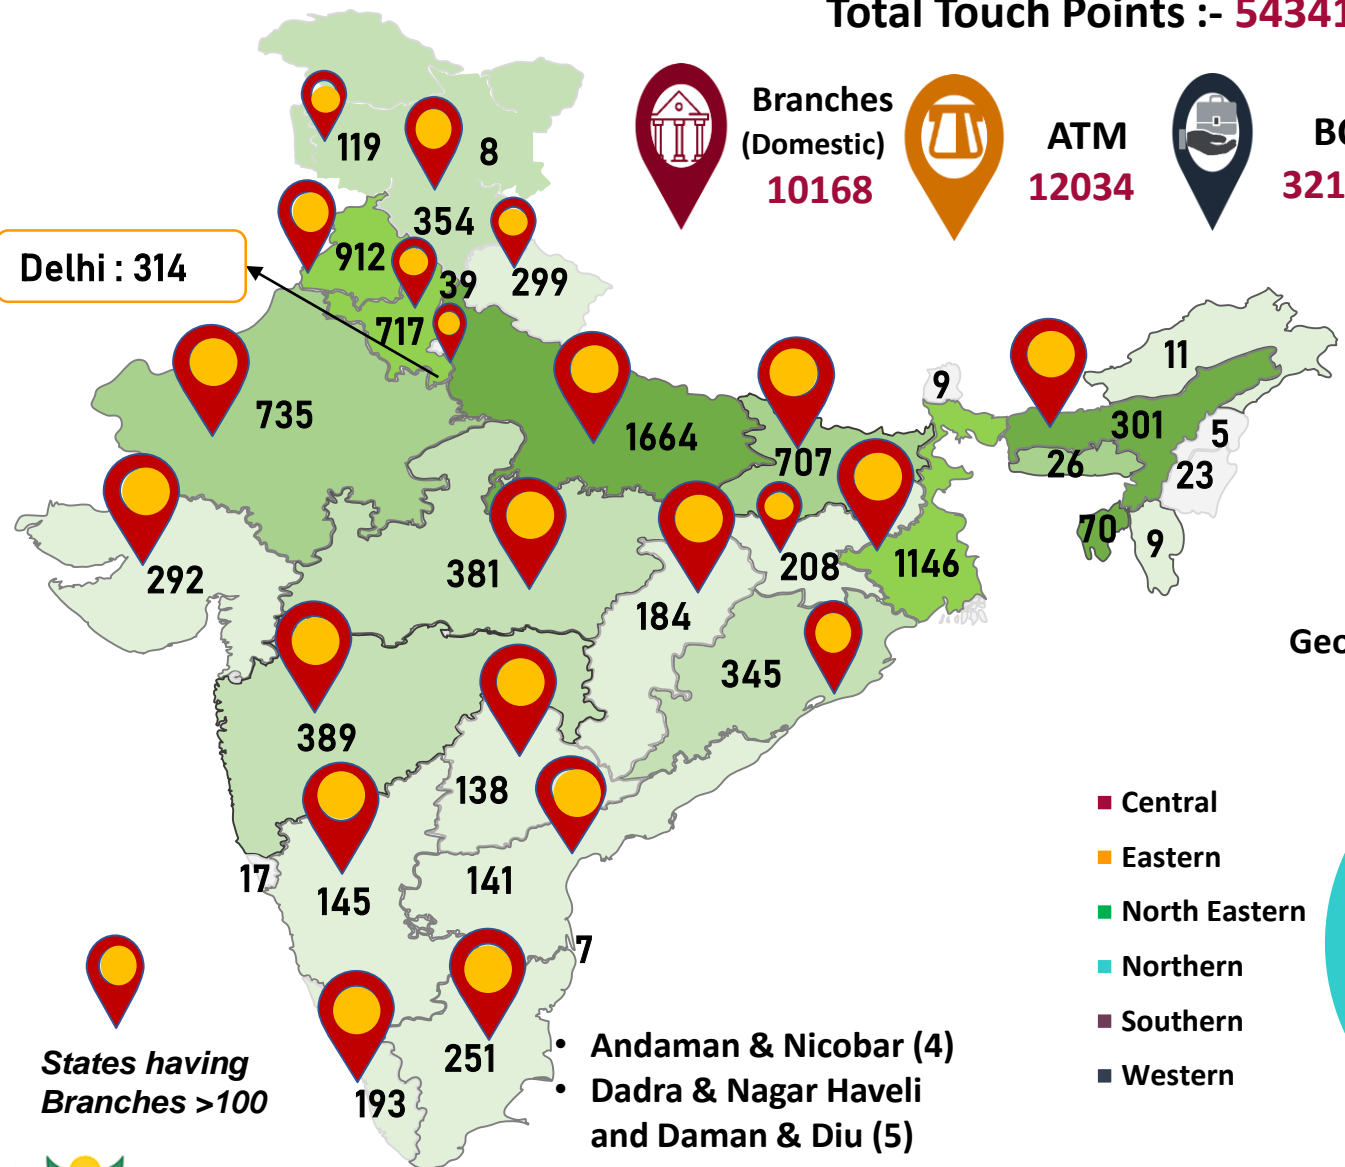 Total Touch Points :- 54341
Branches
(Domestic)
10168
ATM
12034
BC
321
119
8
354
912
Delhi : 314
39
299
717
735
1664
707
9
11
301
5
26
23
70
9
292
381
208
1146
184
345
389
138
17
145
141
7
251
193
Geo
Central
Eastern
North Eastern
Northern
Southern
Western
States having
Branches >100
• Andaman & Nicobar (4)
• Dadra & Nagar Haveli
and Daman & Diu (5)